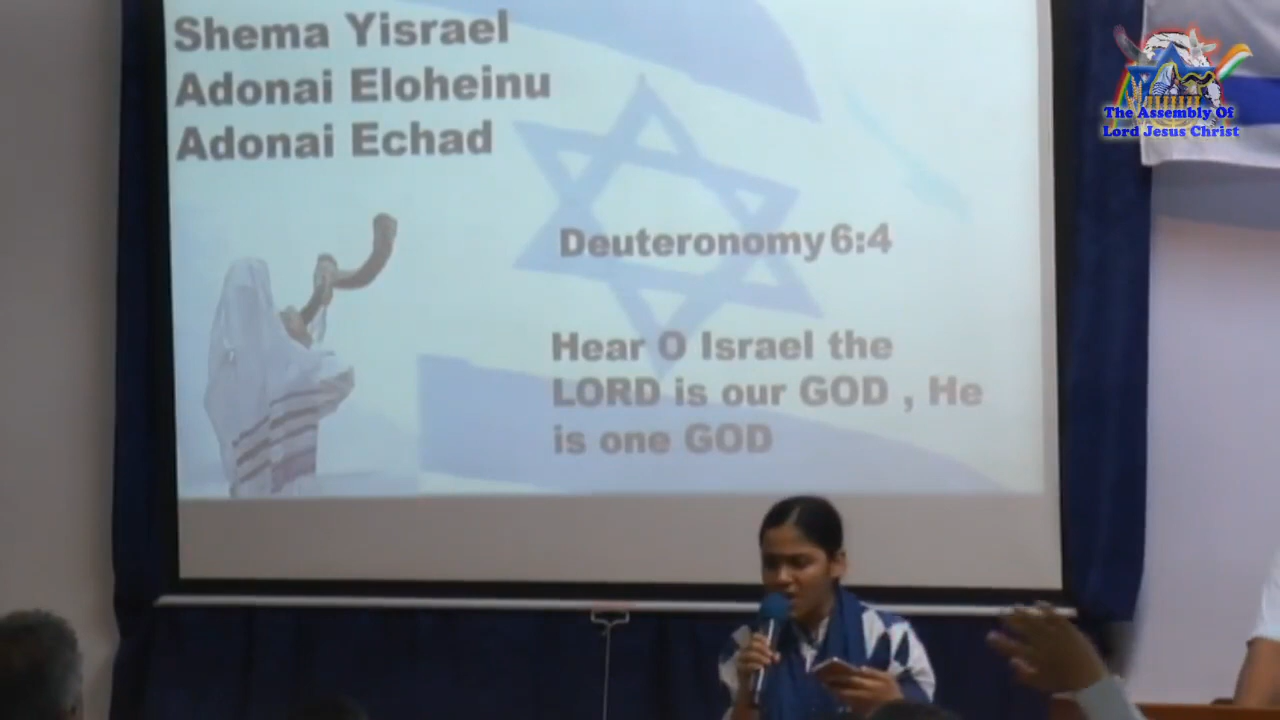 Shema Yisrael
Adonai Eloheinu
Adonai Echad
Deuteronomy 6:4
Hear O Israel the
LORD is our GOD , He
is one GOD
The Assembly Of
Lord Jesus Christ